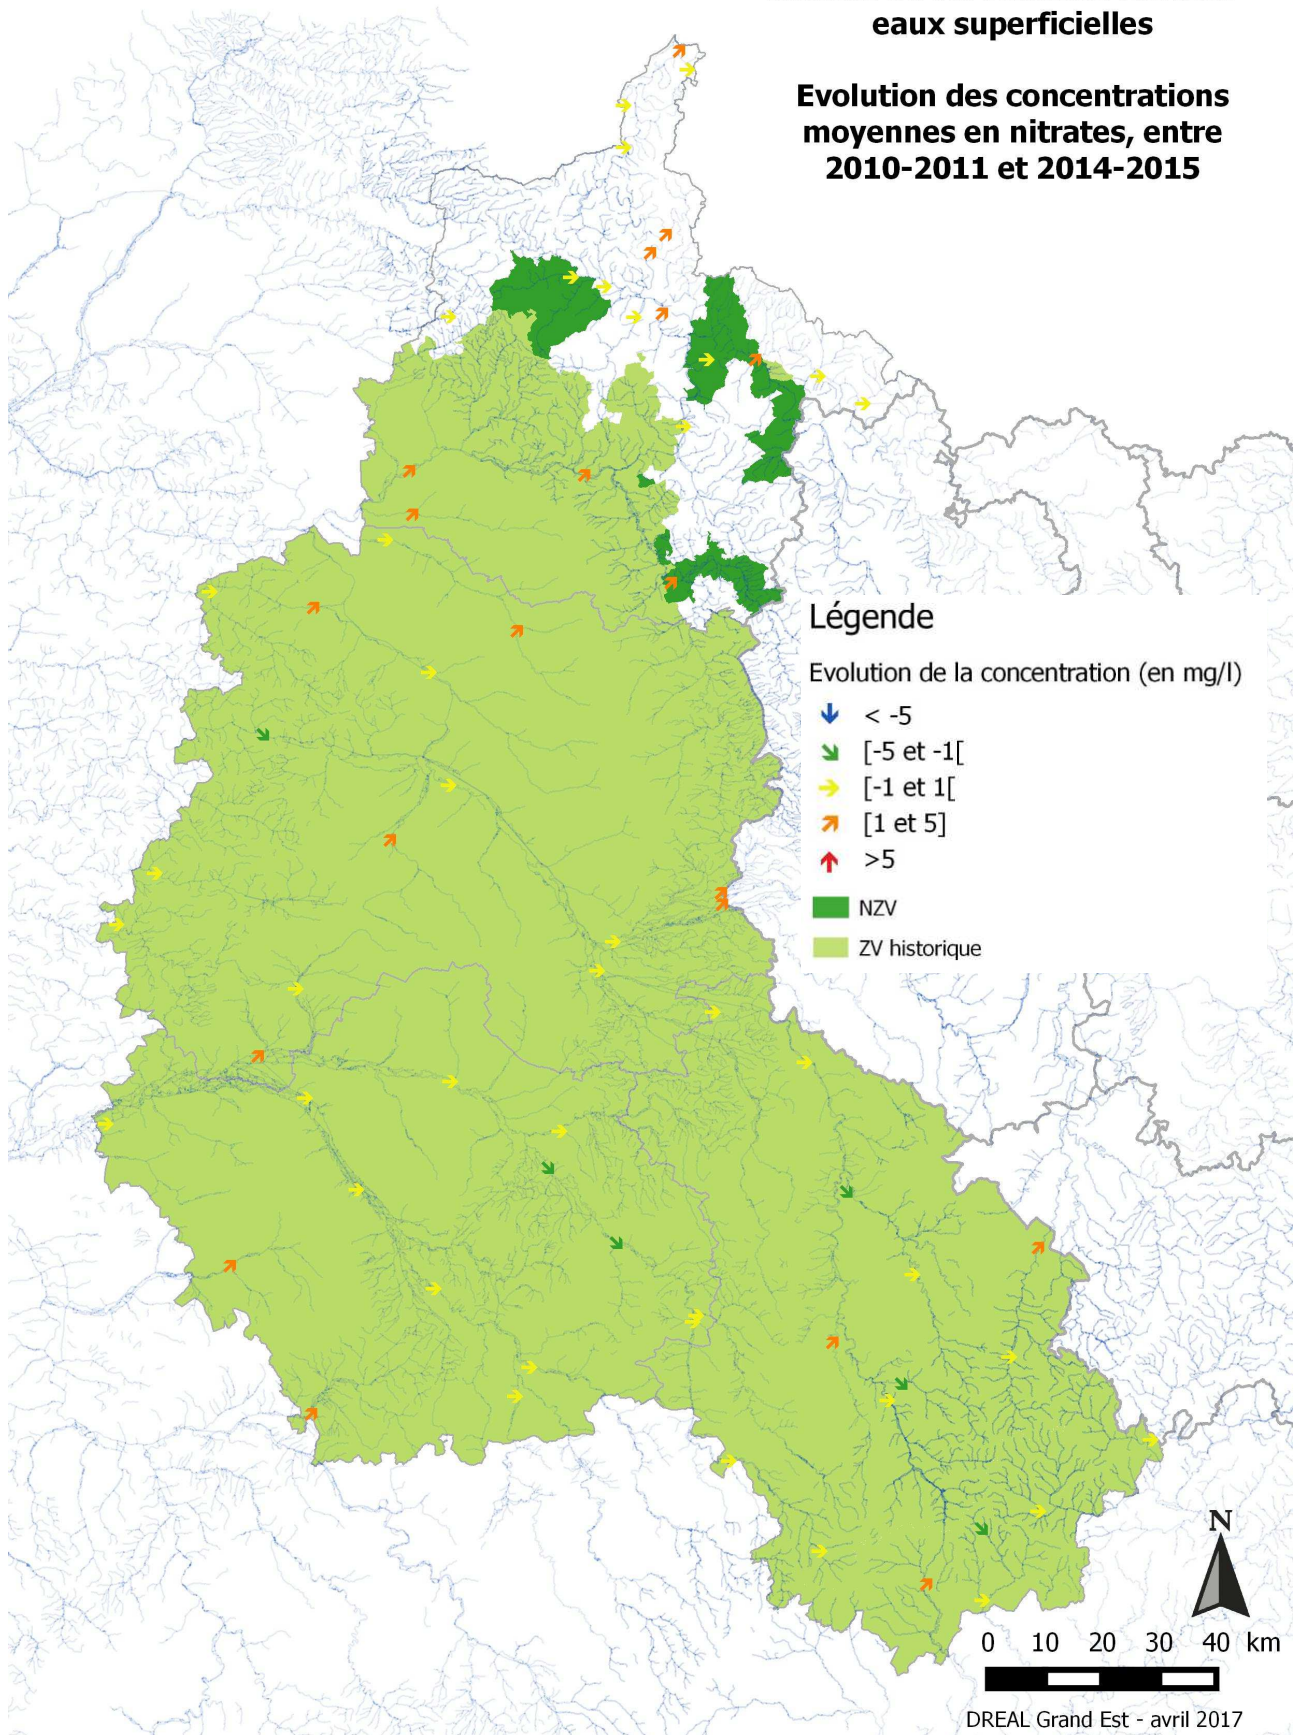 eaux superficielles
Evolution des concentrations
moyennes en nitrates, entre
2010-2011 et 2014-2015
Légende
Evolution de la concentration (en mg/l)
< -5
[-5 et -1[
[-1 et 1[
[1 et 5]
>5
NZV
ZV historique
N
0 10 20 30 40 km
DREAL Grand Est - avril 2017